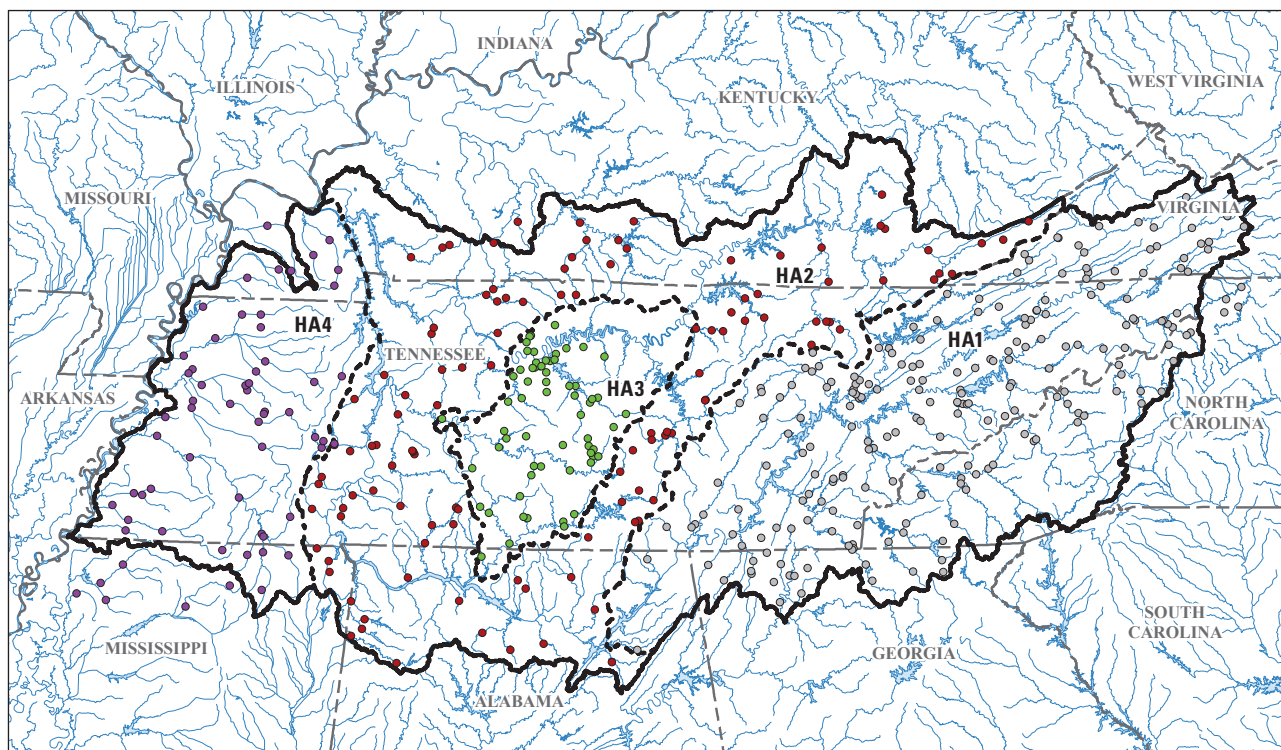 INDIANA
ILLINOIS
WEST VIRGINIA
KENTUCKY
MISSOURI
VIRGINIA
HA2
HA4
HA1
TENNESSEE
HA3
ARKANSAS
NORTH
CAROLINA
SOUTH
CAROLINA
MISSISSIPPI
GEORGIA
ALABAMA